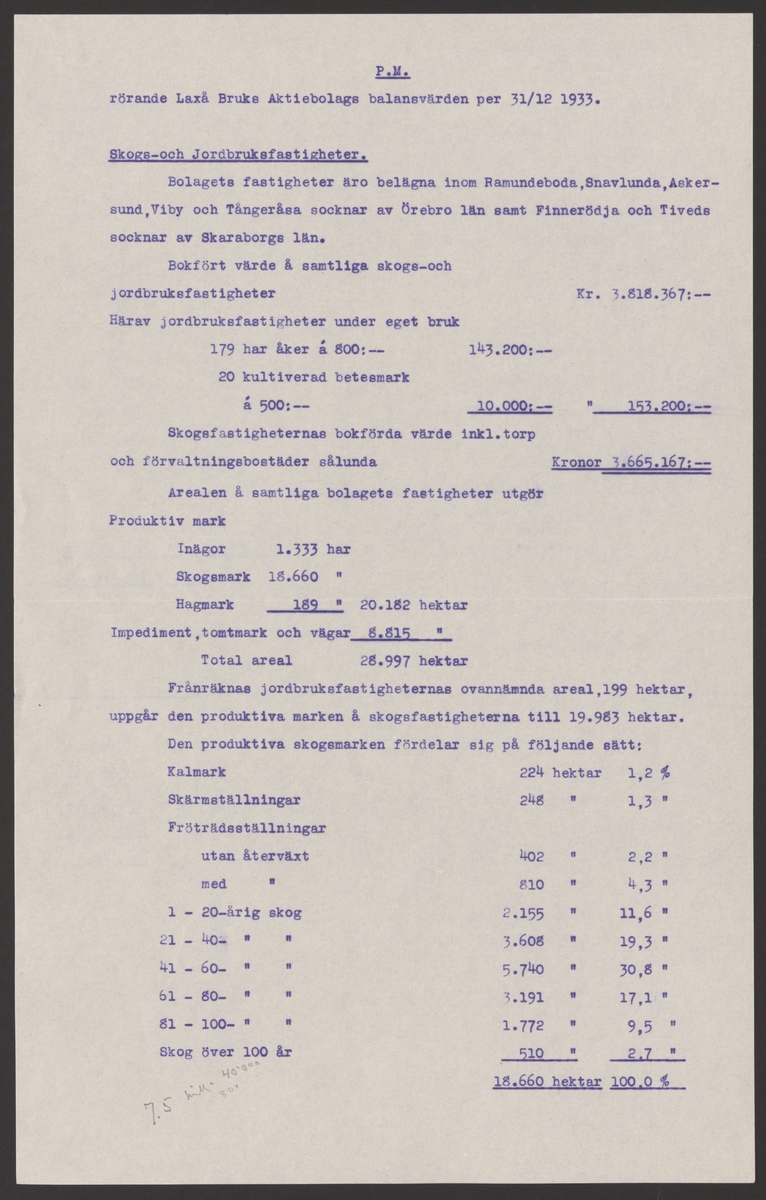 P.M.
rörande Laxå Bruks Aktiebolags balansvärden per 31/12 1933.
Skogs-och Jordbruksfastigheter.
Bolagets fastigheter äro belägna inom Ramundeboda,Snavlunda,Asker-
sund,Viby och Tångeråsa socknar av Örebro län samt Finnerödja och Tiveds
socknar av Skaraborgs län.
Bokfört värde å samtliga skogs-och
jordbruksfastigheter Kr. 3.818.367:--
Härav jordbruksfastigheter under eget bruk
179 har åker á 800:-- 143.200:--
20 kultiverad betesmark
á 500:-- 10.000:-- " 153.200:--
Skogsfastigheternas bokförda värde inkl.torp
och förvaltningsbostäder sålunda Kronor 3.665.167:--
Arealen å samtliga bolagets fastigheter utgör
Produktiv mark
Inägor 1.333 har
Skogsmark 18.660 "
Hagmark 189 " 20.182 hektar
Impediment,tomtmark och vägar 8.815 "
Total areal 28.997 hektar
Frånräknas jordbruksfastigheternas ovannämnda areal,199 hektar,
uppgår den produktiva marken å skogsfastigheterna till 19.983 hektar.
Den produktiva skogsmarken fördelar sig på följande sätt:
Kalmark 224 hektar 1,2 %
Skärmställningar 248 " 1,3 "
Fröträdsställningar
utan återväxt 402 " 2,2 "
med " 810 " 4,3 "
1 - 20-årig skog 2.155 " 11,6 "
21 - 40- " " 3.608 " 19,3 "
41 - 60- " " 5.740 " 30,8 "
61 - 80- " " 3.191 " 17,1 "
81 - 100- " " 1.772 " 9,5 "
Skog över 100 år 510 " 2.7 "
18.660 hektar 100.0 %
7.5